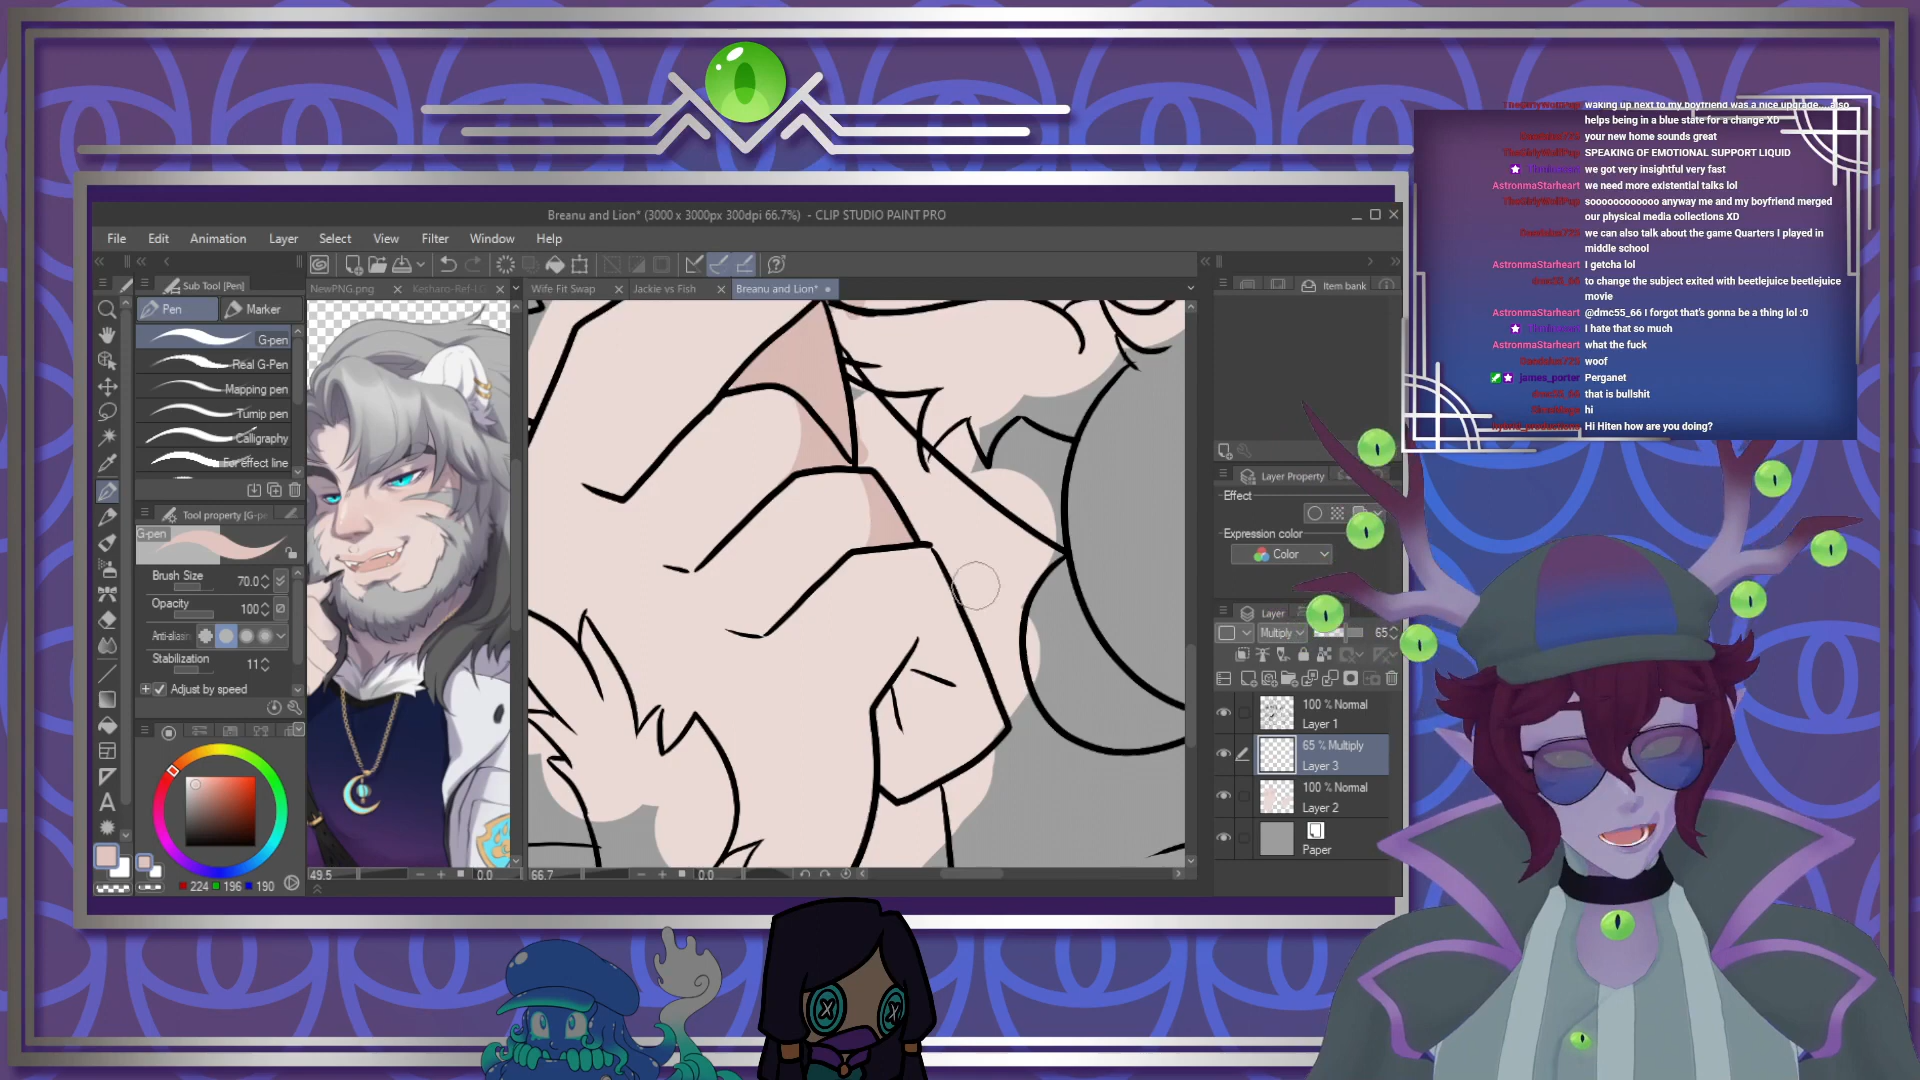 waking up next to my boyfriend was a nice upgrade....also
helps being in a blue state for a change XD
your new home sounds great
SPEAKING OF EMOTIONAL SUPPORT LIQUID
we got very insightful very fast
AstronmaStarheart we need more existential talks lol
soooooooooooo anyway me and my boyfriend merged
our physical media collections XD
we can also talk about the game Quarters I played in
middle school
AstronmaStarheart I getcha lol
to change the subject exited with beetlejuice beetlejuice
movie
AstronmaStarheart @dmc55_66 I forgot that's gonna be a thing lol :0
I hate that so much
AstronmaStarheart what the fuck
woof
james_porter Perganet
that is bullshit
hi
Hi Hiten how are you doing?
Breanu and Lion* (3000 x 3000px 300dpi 66.7%) - CLIP STUDIO PAINT PRO
File Edit Animation Layer Select View Filter Window Help
Sub Tool [Pen]
NewPNG.png Kesharo-Ref-LG Wife Fit Swap Jackie vs Fish Breanu and Lion*
Item bank
Pen Marker
G-pen
Real G-Pen
Mapping pen
Turnip pen
Calligraphy
For effect line
Tool property [G-pe
G-pen
Brush Size 70.0
Opacity 100
Anti-aliasing
Stabilization 11
Adjust by speed
224 196 190
49.5 0.0
66.7 0.0
Layer Property
Effect
Expression color
Color
Layer
Multiply 65
100 % Normal
Layer 1
65 % Multiply
Layer 3
100 % Normal
Layer 2
Paper